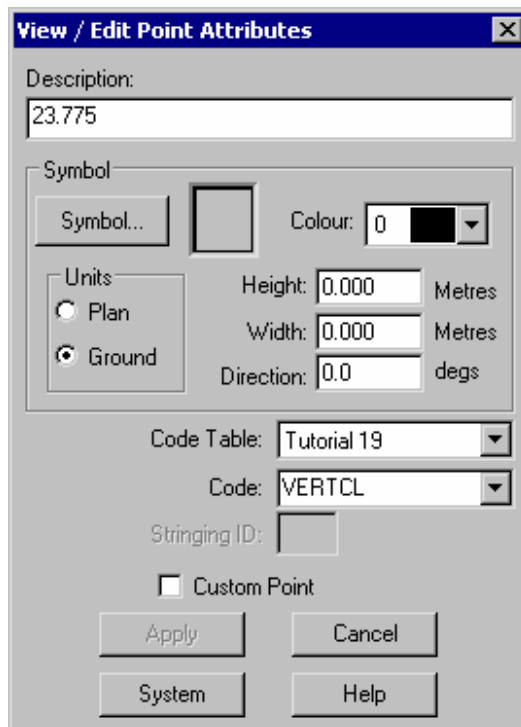 View / Edit Point Attributes
Description:
23.775
Symbol
Symbol... Colour: 0
Units
Plan
Ground
Height: 0.000 Metres
Width: 0.000 Metres
Direction: 0.0 degs
Code Table: Tutorial 19
Code: VERTCL
Stringing ID:
Custom Point
Apply Cancel
System Help